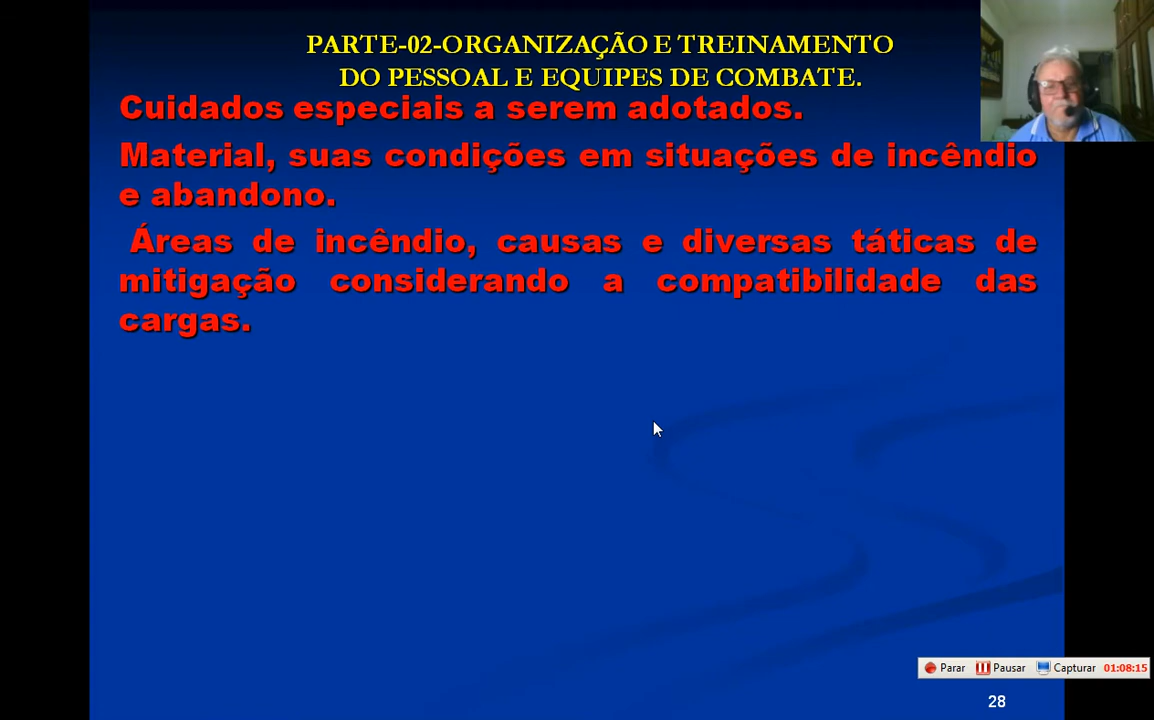 PARTE-02-ORGANIZAÇÃO E TREINAMENTO
DO PESSOAL E EQUIPES DE COMBATE.
Cuidados especiais a serem adotados.
Material, suas condições em situações de incêndio
e abandono.
Áreas de incêndio, causas e diversas táticas de
mitigação considerando a compatibilidade das
cargas.
Parar Pausar Capturar 01:08:15
28